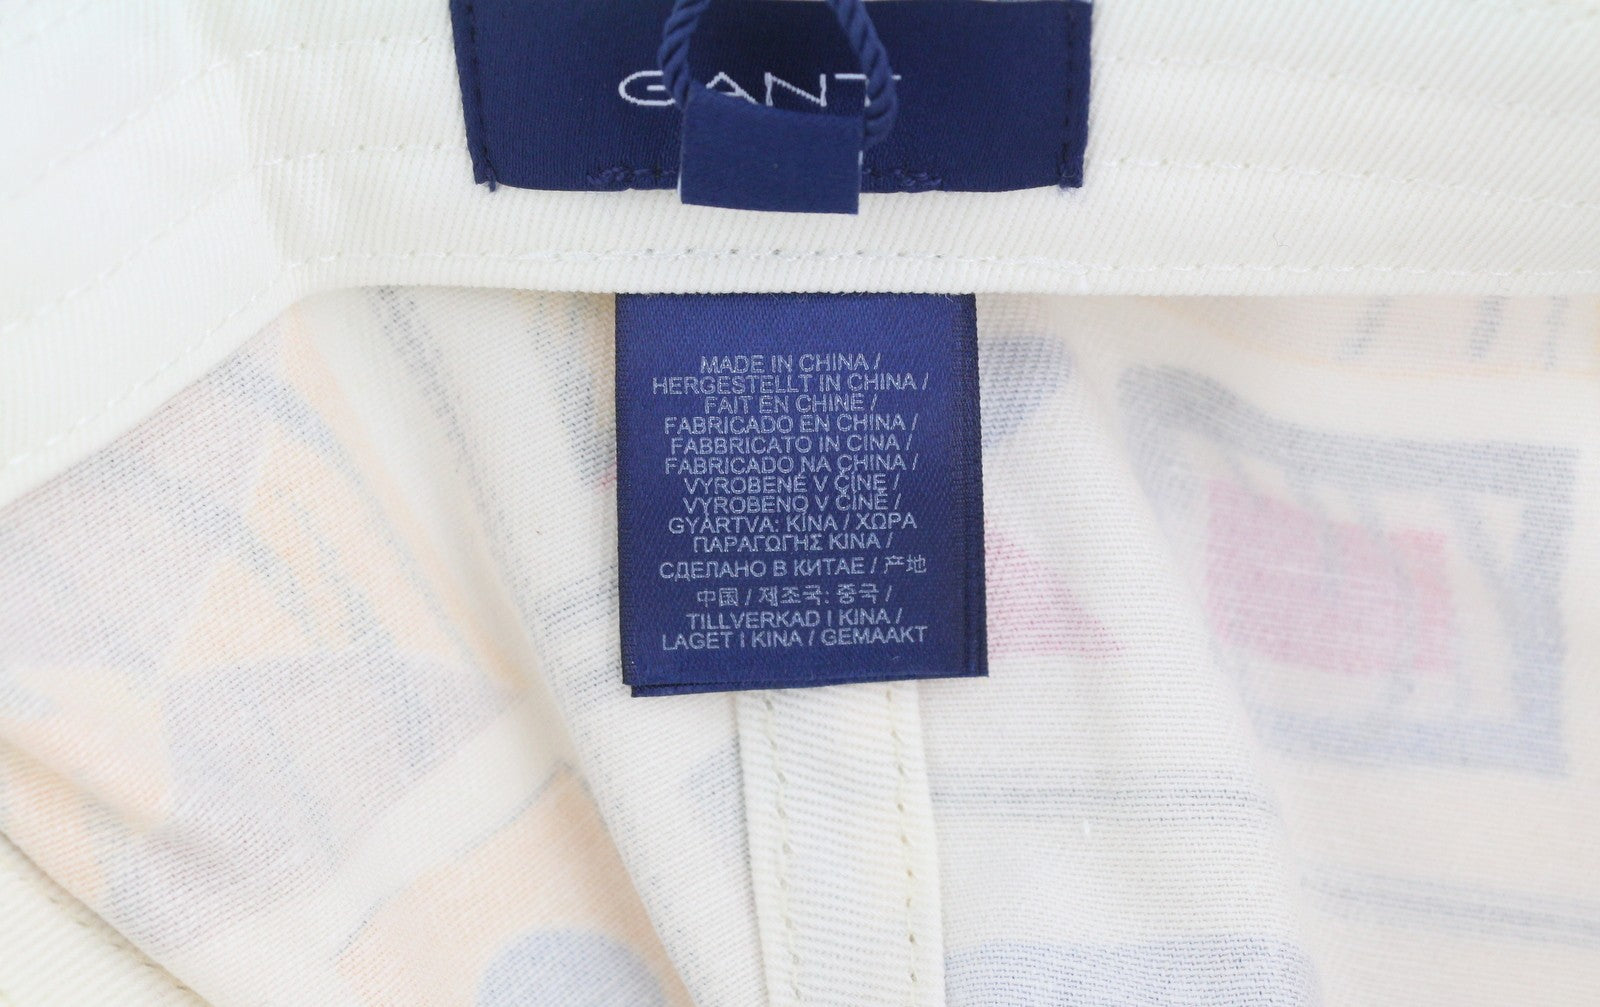 GANT
MADE IN CHINA /
HERGESTELLT IN CHINA /
FAIT EN CHINE /
FABRICADO EN CHINA /
FABBRICATO IN CINA /
FABRICADO NA CHINA /
VYROBENÉ V ČÍNE /
VYROBENO V ČÍNĚ /
GYÁRTVA: KÍNA / ΧΩΡΑ
ΠΑΡΑΓΩΓΗΣ ΚΙΝΑ /
СДЕЛАНО В КИТАЕ / 产地
中国 / 제조국: 중국 /
TILLVERKAD I KINA /
LAGET I KINA / GEMAAKT